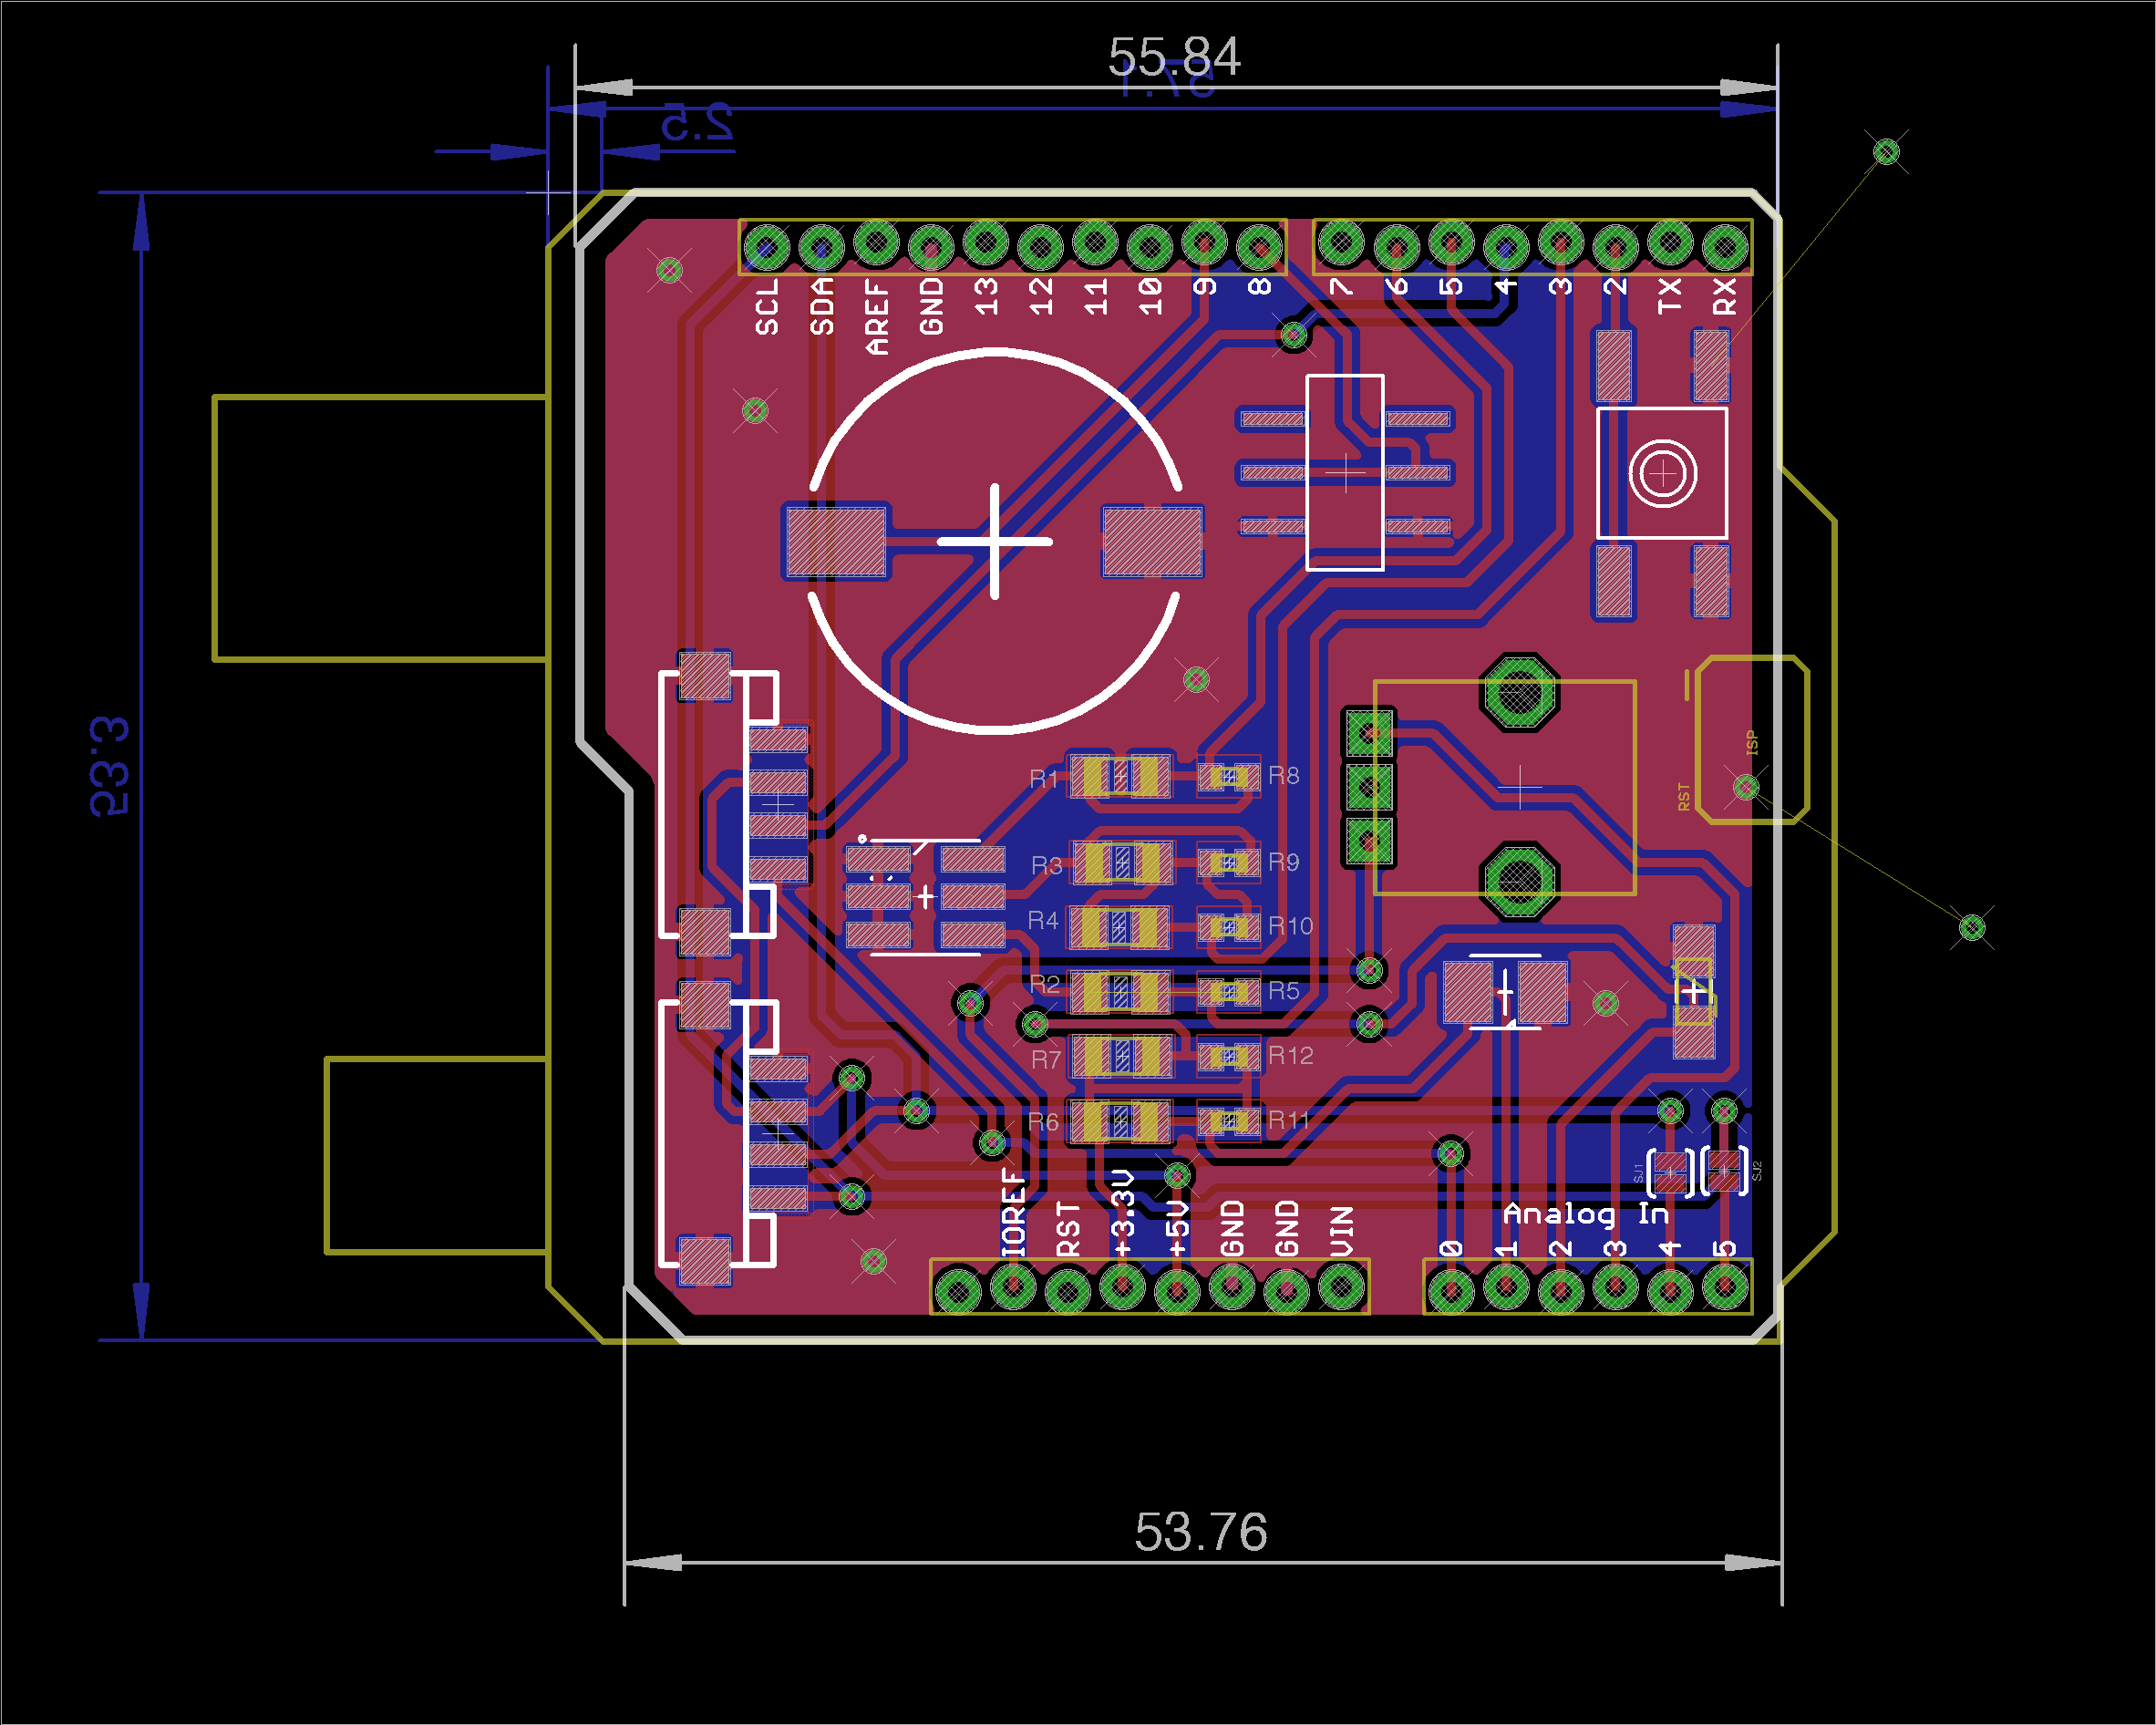 55.84
57.1
2.5
SCL SDA AREF GND 13 12 11 10 9 8 7 6 5 4 3 2 TX RX
53.3
ISP
RST
R1 R8
R3 R9
R4 R10
R2 R5
R7 R12
R6 R11
SJ1 SJ2
IOREF RST +3.3V +5V GND GND VIN
Analog In
0 1 2 3 4 5
53.76